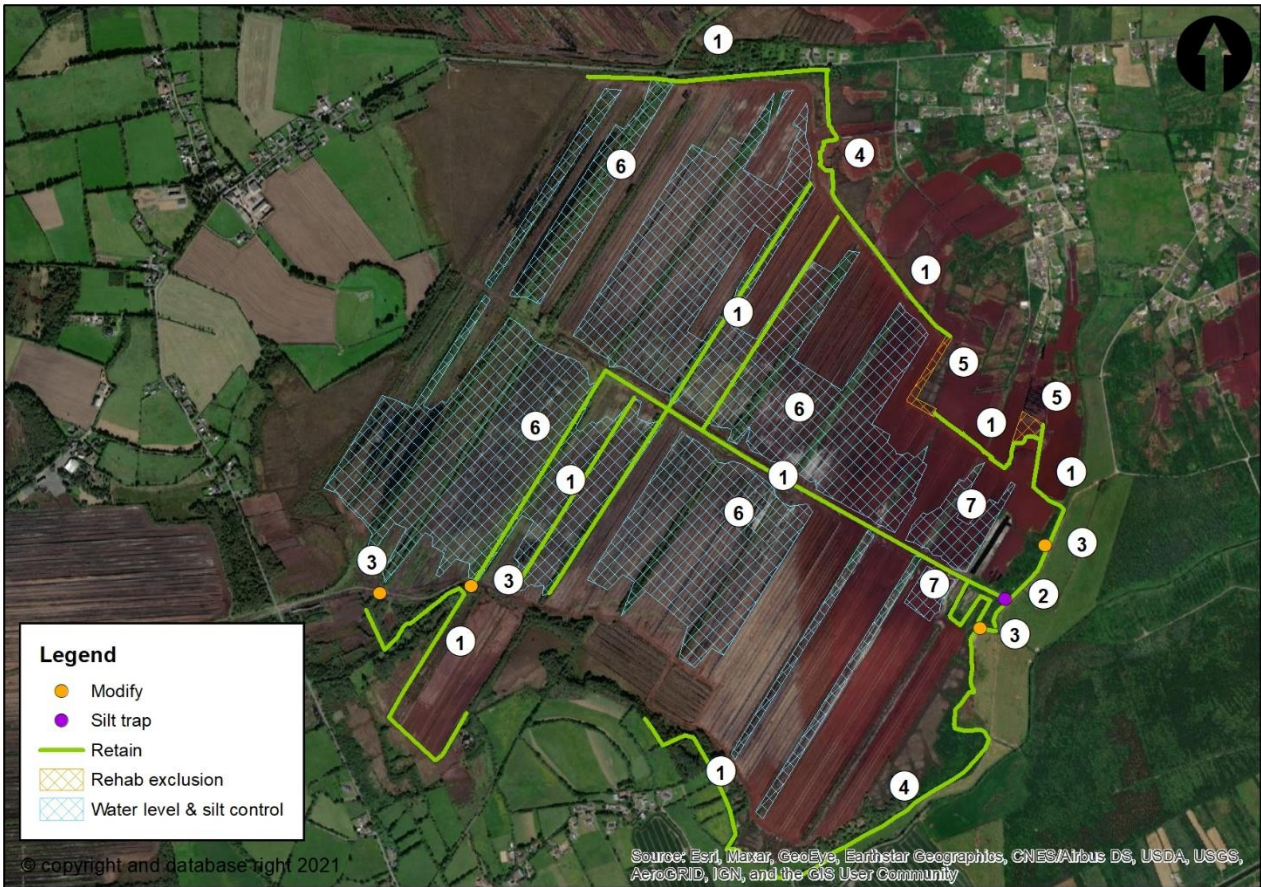 1
4
6
1
1
5
5
6
1
6
1
1
1
7
6
3
3
3
7
2
3
1
1
4
Legend
Modify
Silt trap
Retain
Rehab exclusion
Water level & silt control
© copyright and database right 2021
Source: Esri, Maxar, GeoEye, Earthstar Geographics, CNES/Airbus DS, USDA, USGS,
AeroGRID, IGN, and the GIS User Community